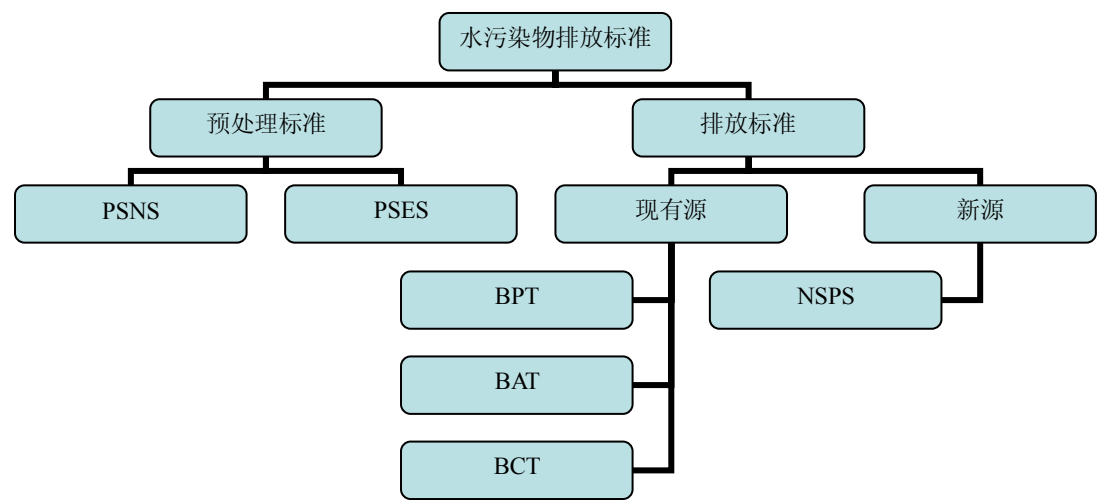 水污染物排放标准
预处理标准
排放标准
PSNS
PSES
现有源
新源
BPT
NSPS
BAT
BCT